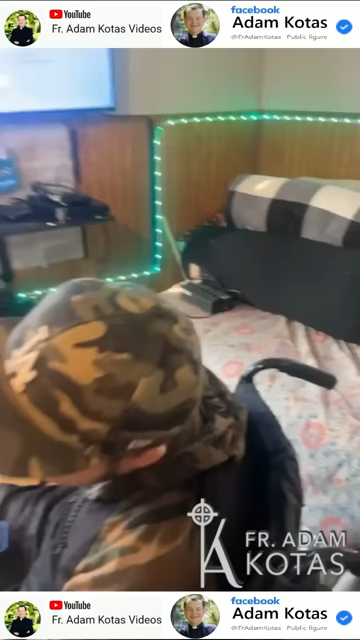 YouTube
Fr. Adam Kotas Videos
facebook
Adam Kotas
@FrAdamKotas · Public figure
FR. ADAM
KOTAS
YouTube
Fr. Adam Kotas Videos
facebook
Adam Kotas
@FrAdamKotas · Public figure